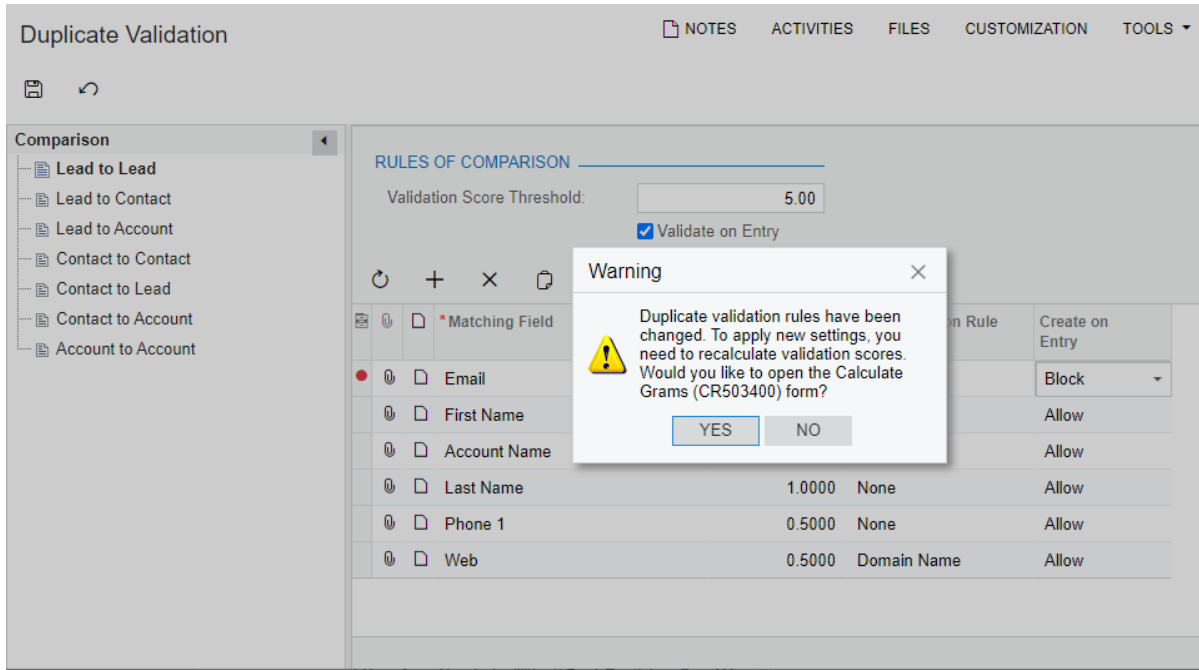 Duplicate Validation
NOTES ACTIVITIES FILES CUSTOMIZATION TOOLS
Comparison
Lead to Lead
Lead to Contact
Lead to Account
Contact to Contact
Contact to Lead
Contact to Account
Account to Account
RULES OF COMPARISON
Validation Score Threshold: 5.00
Validate on Entry
Warning
Duplicate validation rules have been
changed. To apply new settings, you
need to recalculate validation scores.
Would you like to open the Calculate
Grams (CR503400) form?
YES NO
*Matching Field Rule Create on
Entry
Email Block
First Name Allow
Account Name Allow
Last Name 1.0000 None Allow
Phone 1 0.5000 None Allow
Web 0.5000 Domain Name Allow